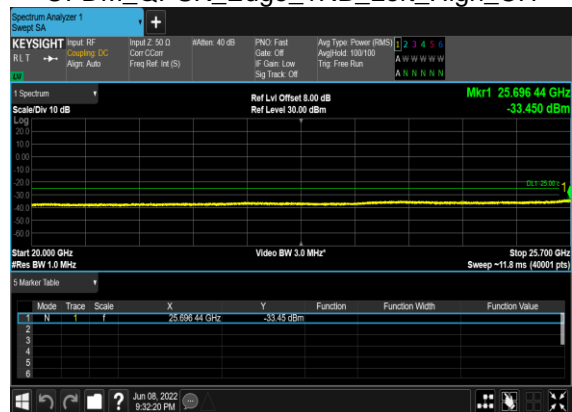 Spectrum Analyzer 1
Swept SA
KEYSIGHT
RLT
Input: RF
Coupling: DC
Align: Auto
Input Z: 50 Ω
Corr CCorr
Freq Ref: Int (S)
#Atten: 40 dB
PNO: Fast
Gate: Off
IF Gain: Low
Sig Track: Off
Avg Type: Power (RMS)
Avg|Hold: 100/100
Trig: Free Run
1 2 3 4 5 6
A W W W W W
A N N N N N
LW
1 Spectrum
Scale/Div 10 dB
Ref Lvl Offset 8.00 dB
Ref Level 30.00 dBm
Mkr1 25.696 44 GHz
-33.450 dBm
Log
20.0
10.0
0.00
-10.0
-20.0
-30.0
-40.0
-50.0
-60.0
1
Start 20.000 GHz
#Res BW 1.0 MHz
Video BW 3.0 MHz*
Stop 25.700 GHz
Sweep ~11.8 ms (40001 pts)
5 Marker Table
Mode Trace Scale X Y Function Function Width Function Value
1 N 1 f 25.696 44 GHz -33.45 dBm
2
3
4
5
6
?
Jun 08, 2022
9:32:20 PM